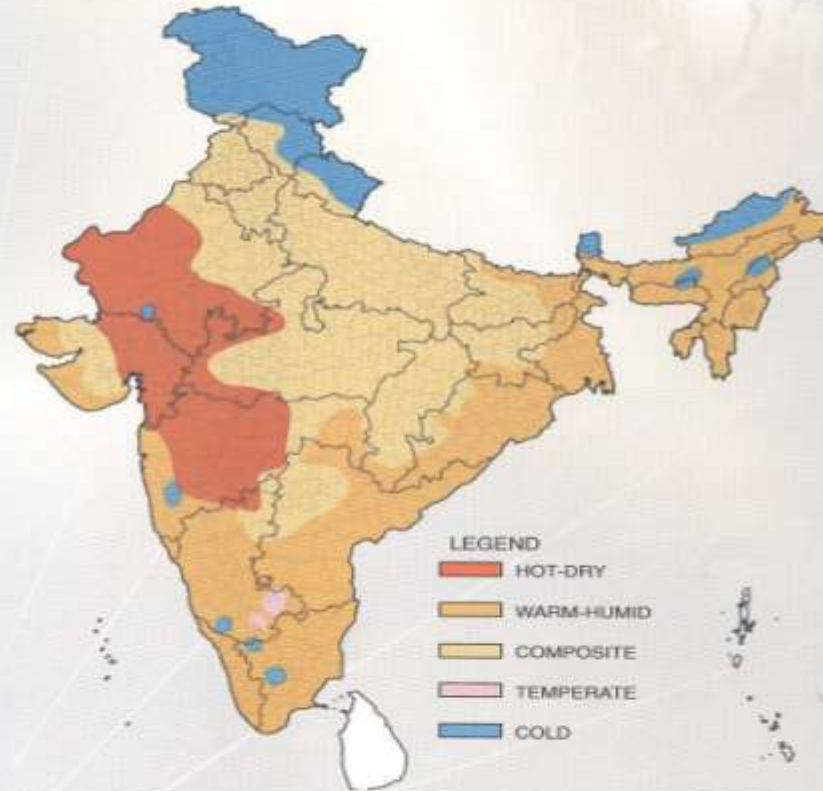 LEGEND
HOT-DRY
WARM-HUMID
COMPOSITE
TEMPERATE
COLD